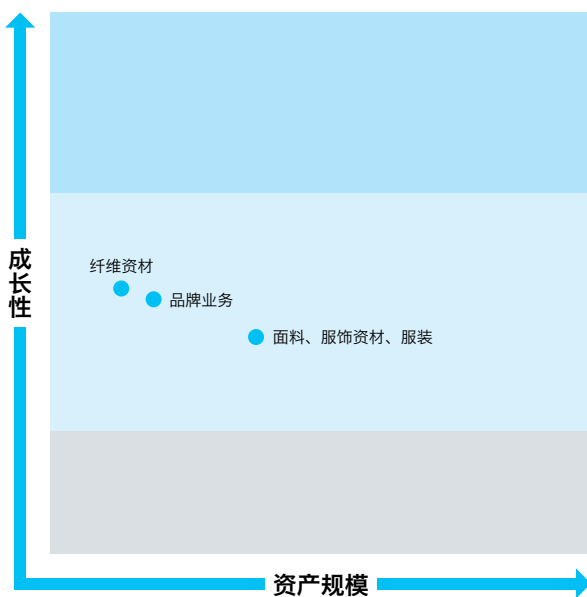 成长性
纤维资材
品牌业务
面料、服饰资材、服装
资产规模